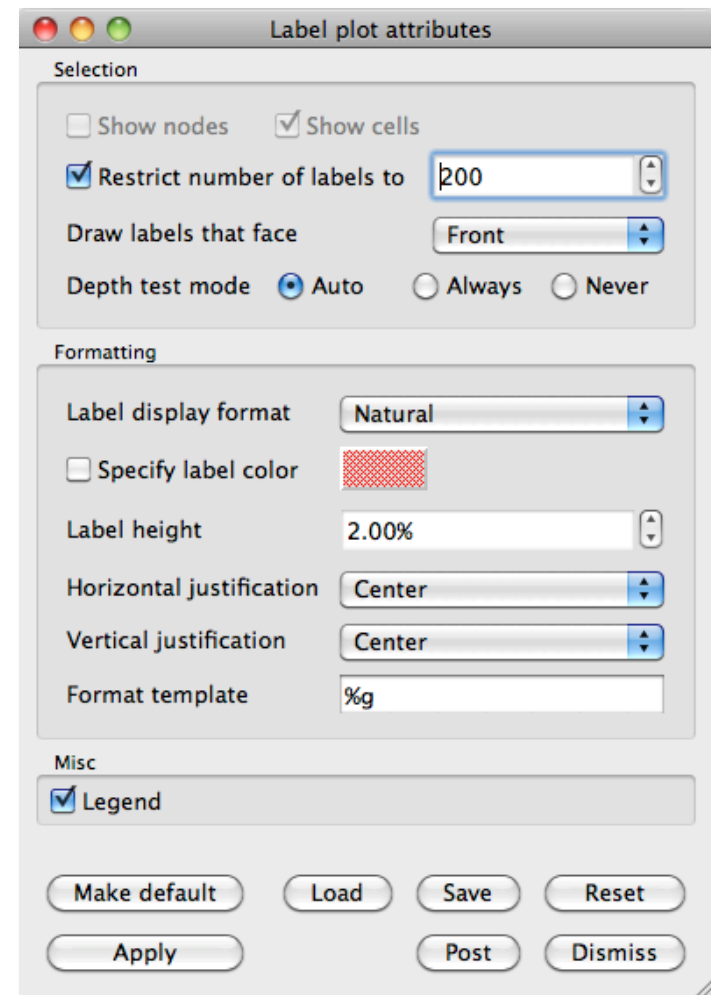 Label plot attributes
Selection
Show nodes Show cells
Restrict number of labels to 200
Draw labels that face Front
Depth test mode Auto Always Never
Formatting
Label display format Natural
Specify label color
Label height 2.00%
Horizontal justification Center
Vertical justification Center
Format template %g
Misc
Legend
Make default Load Save Reset
Apply Post Dismiss